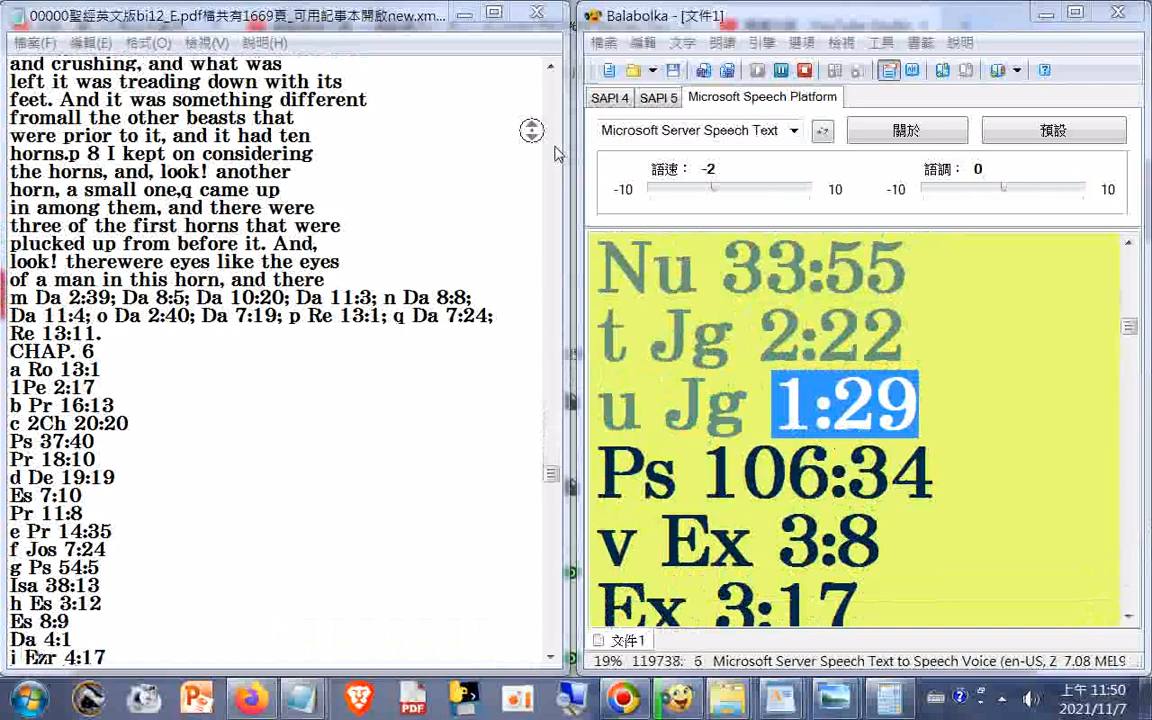 00000聖經英文版bi12_E.pdf檔共有1669頁_可用記事本開啟new.xm...
檔案(F) 編輯(E) 格式(O) 檢視(V) 說明(H)
and crushing, and what was
left it was treading down with its
feet. And it was something different
fromall the other beasts that
were prior to it, and it had ten
horns.p 8 I kept on considering
the horns, and, look! another
horn, a small one,q came up
in among them, and there were
three of the first horns that were
plucked up from before it. And,
look! therewere eyes like the eyes
of a man in this horn, and there
m Da 2:39; Da 8:5; Da 10:20; Da 11:3; n Da 8:8;
Da 11:4; o Da 2:40; Da 7:19; p Re 13:1; q Da 7:24;
Re 13:11.
CHAP. 6
a Ro 13:1
1Pe 2:17
b Pr 16:13
c 2Ch 20:20
Ps 37:40
Pr 18:10
d De 19:19
Es 7:10
Pr 11:8
e Pr 14:35
f Jos 7:24
g Ps 54:5
Isa 38:13
h Es 3:12
Es 8:9
Da 4:1
i Ezr 4:17
Balabolka - [文件1]
檔案 編輯 文字 朗讀 引擎 選項 檢視 工具 書籤 說明
SAPI 4 SAPI 5 Microsoft Speech Platform
Microsoft Server Speech Text 關於 預設
語速： -2 語調： 0
-10 10 -10 10
Nu 33:55
t Jg 2:22
u Jg 1:29
Ps 106:34
v Ex 3:8
Ex 3:17
文件1
19% 119738: 6 Microsoft Server Speech Text to Speech Voice (en-US, Z 7.08 ME
上午 11:50
2021/11/7